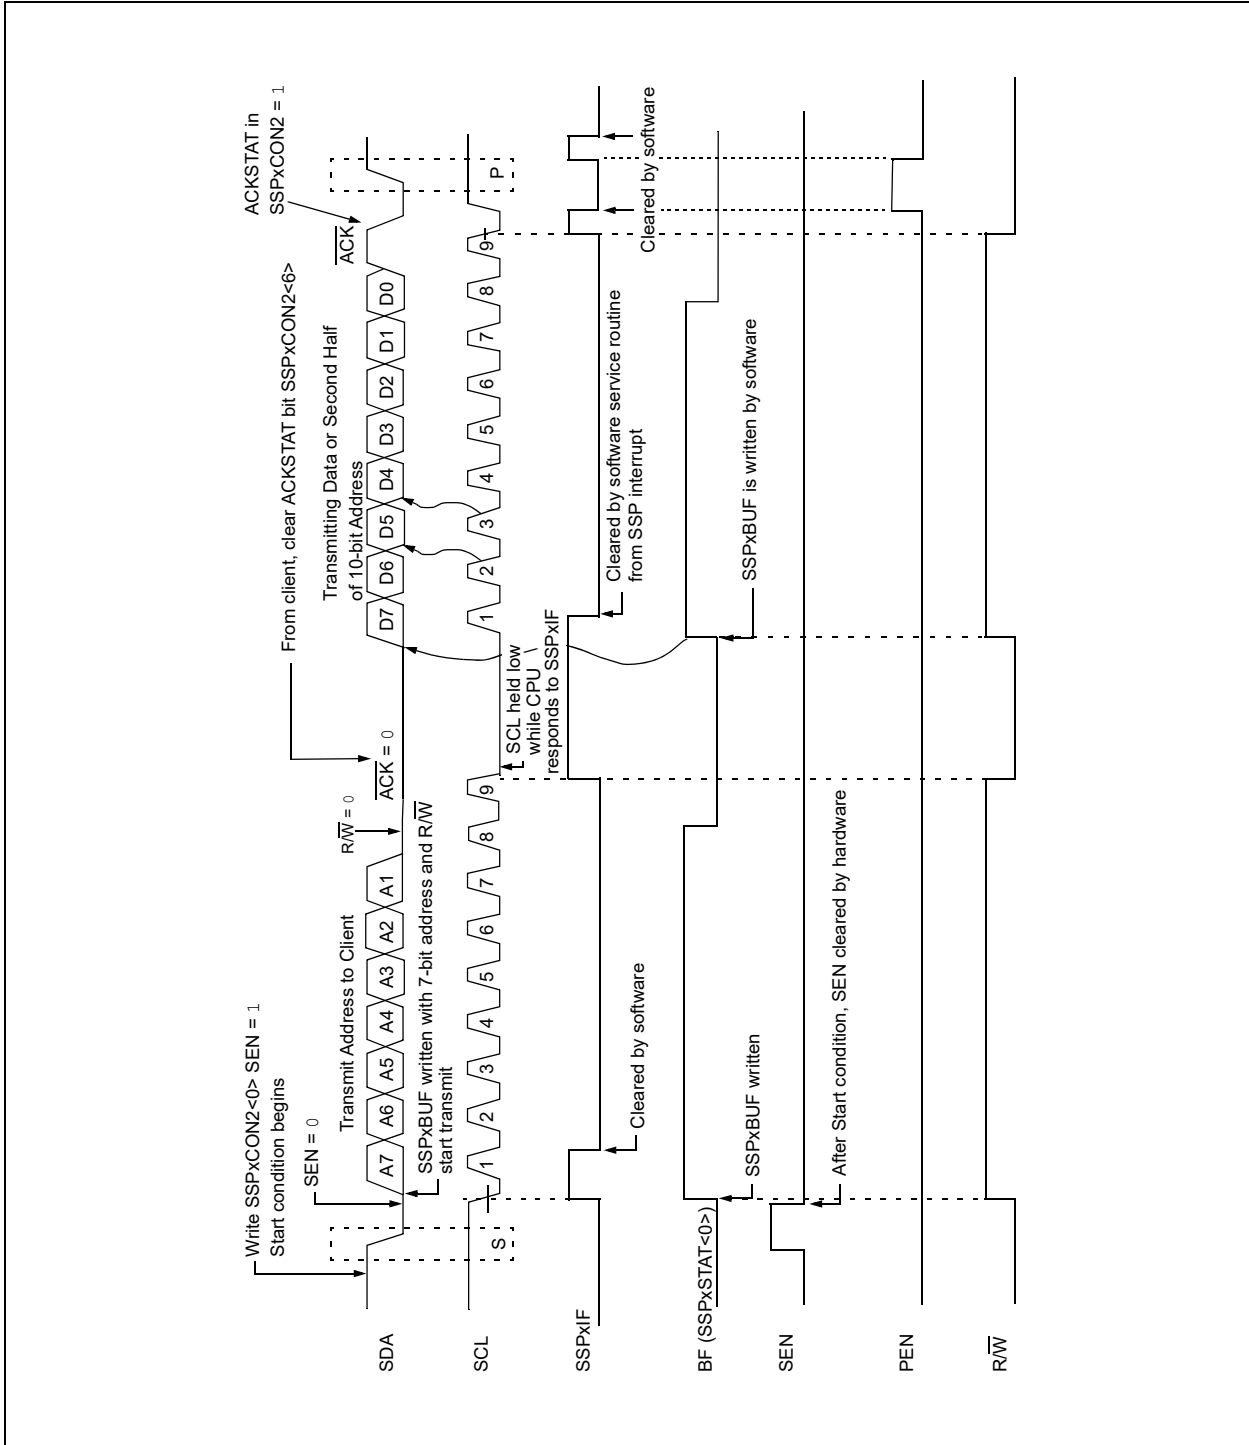 Write SSPxCON2<0> SEN = 1
Start condition begins
From client, clear ACKSTAT bit SSPxCON2<6>
ACKSTAT in
SSPxCON2 = 1
SEN = 0
Transmit Address to Client
R/W = 0
ACK = 0
Transmitting Data or Second Half
of 10-bit Address
ACK
SDA
A7 A6 A5 A4 A3 A2 A1
D7 D6 D5 D4 D3 D2 D1 D0
SSPxBUF written with 7-bit address and R/W
start transmit
SCL
S
1 2 3 4 5 6 7 8 9
1 2 3 4 5 6 7 8 9
P
SCL held low
while CPU
responds to SSPxIF
SSPxIF
Cleared by software
Cleared by software service routine
from SSP interrupt
Cleared by software
BF (SSPxSTAT<0>)
SSPxBUF written
SSPxBUF is written by software
SEN
After Start condition, SEN cleared by hardware
PEN
R/W